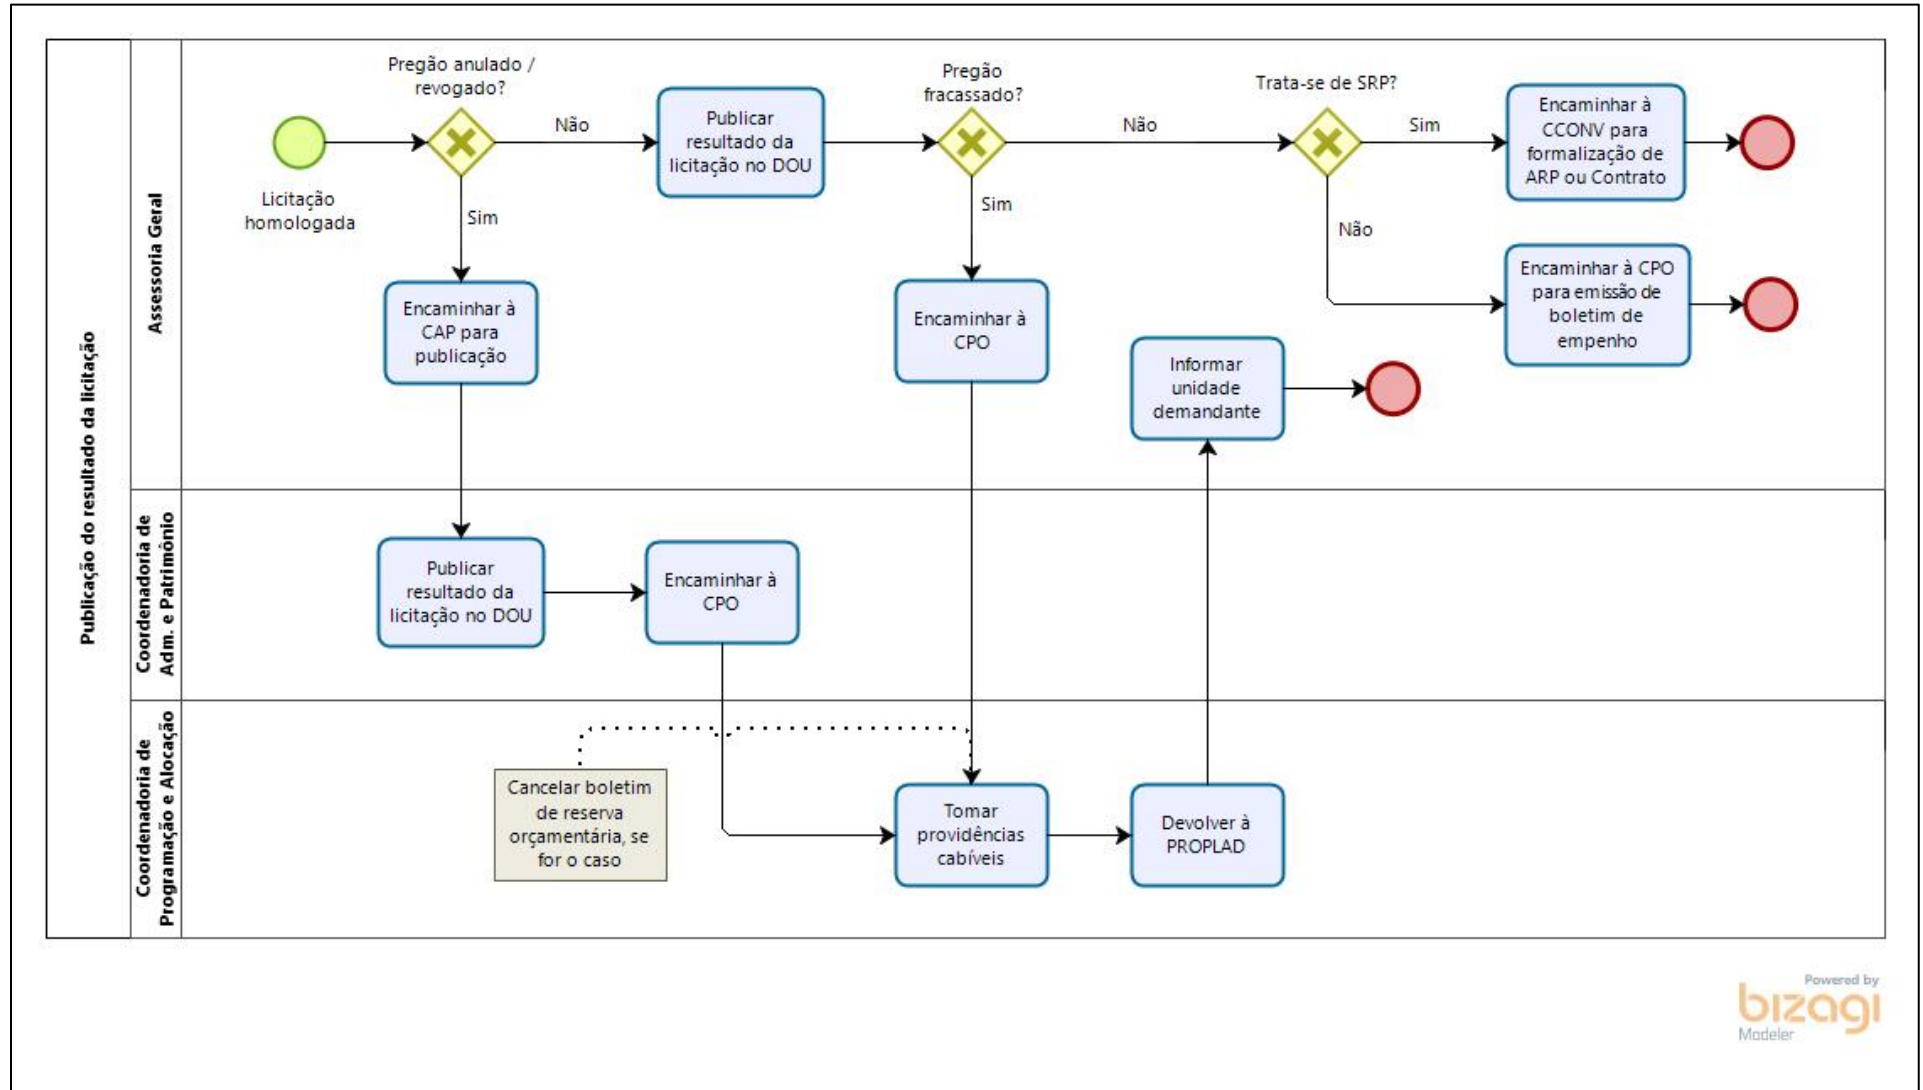 Publicação do resultado da licitação
Assessoria Geral
Pregão anulado /
revogado?
Licitação
homologada
Não
Sim
Publicar
resultado da
licitação no DOU
Pregão
fracassado?
Não
Sim
Trata-se de SRP?
Sim
Não
Encaminhar à
CCONV para
formalização de
ARP ou Contrato
Encaminhar à CPO
para emissão de
boletim de
empenho
Encaminhar à
CAP para
publicação
Encaminhar à
CPO
Informar
unidade
demandante
Coordenadoria de
Adm. e Patrimônio
Publicar
resultado da
licitação no DOU
Encaminhar à
CPO
Coordenadoria de
Programação e Alocação
Cancelar boletim
de reserva
orçamentária, se
for o caso
Tomar
providências
cabíveis
Devolver à
PROPLAD
Powered by
bizagi
Modeler